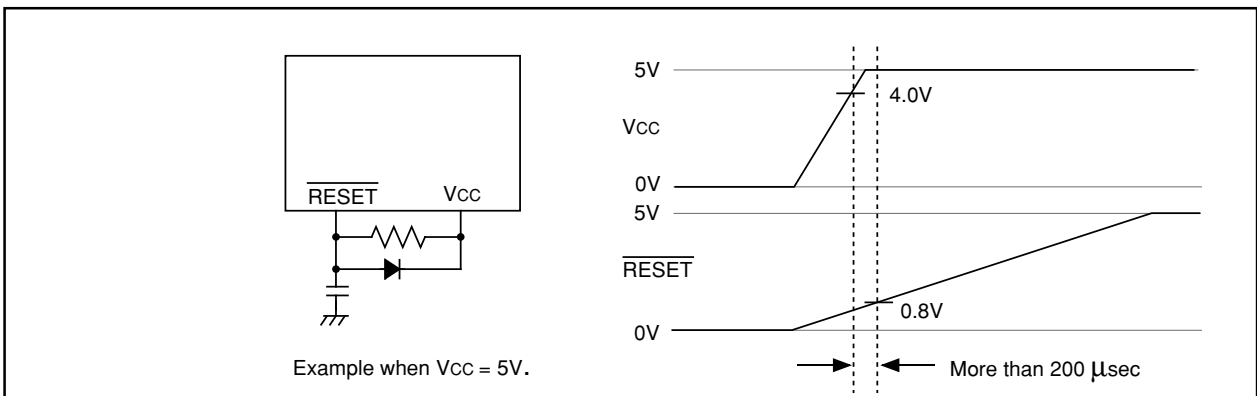 RESET VCC
Example when VCC = 5V.
5V
4.0V
VCC
0V
5V
RESET
0.8V
0V
More than 200 µsec